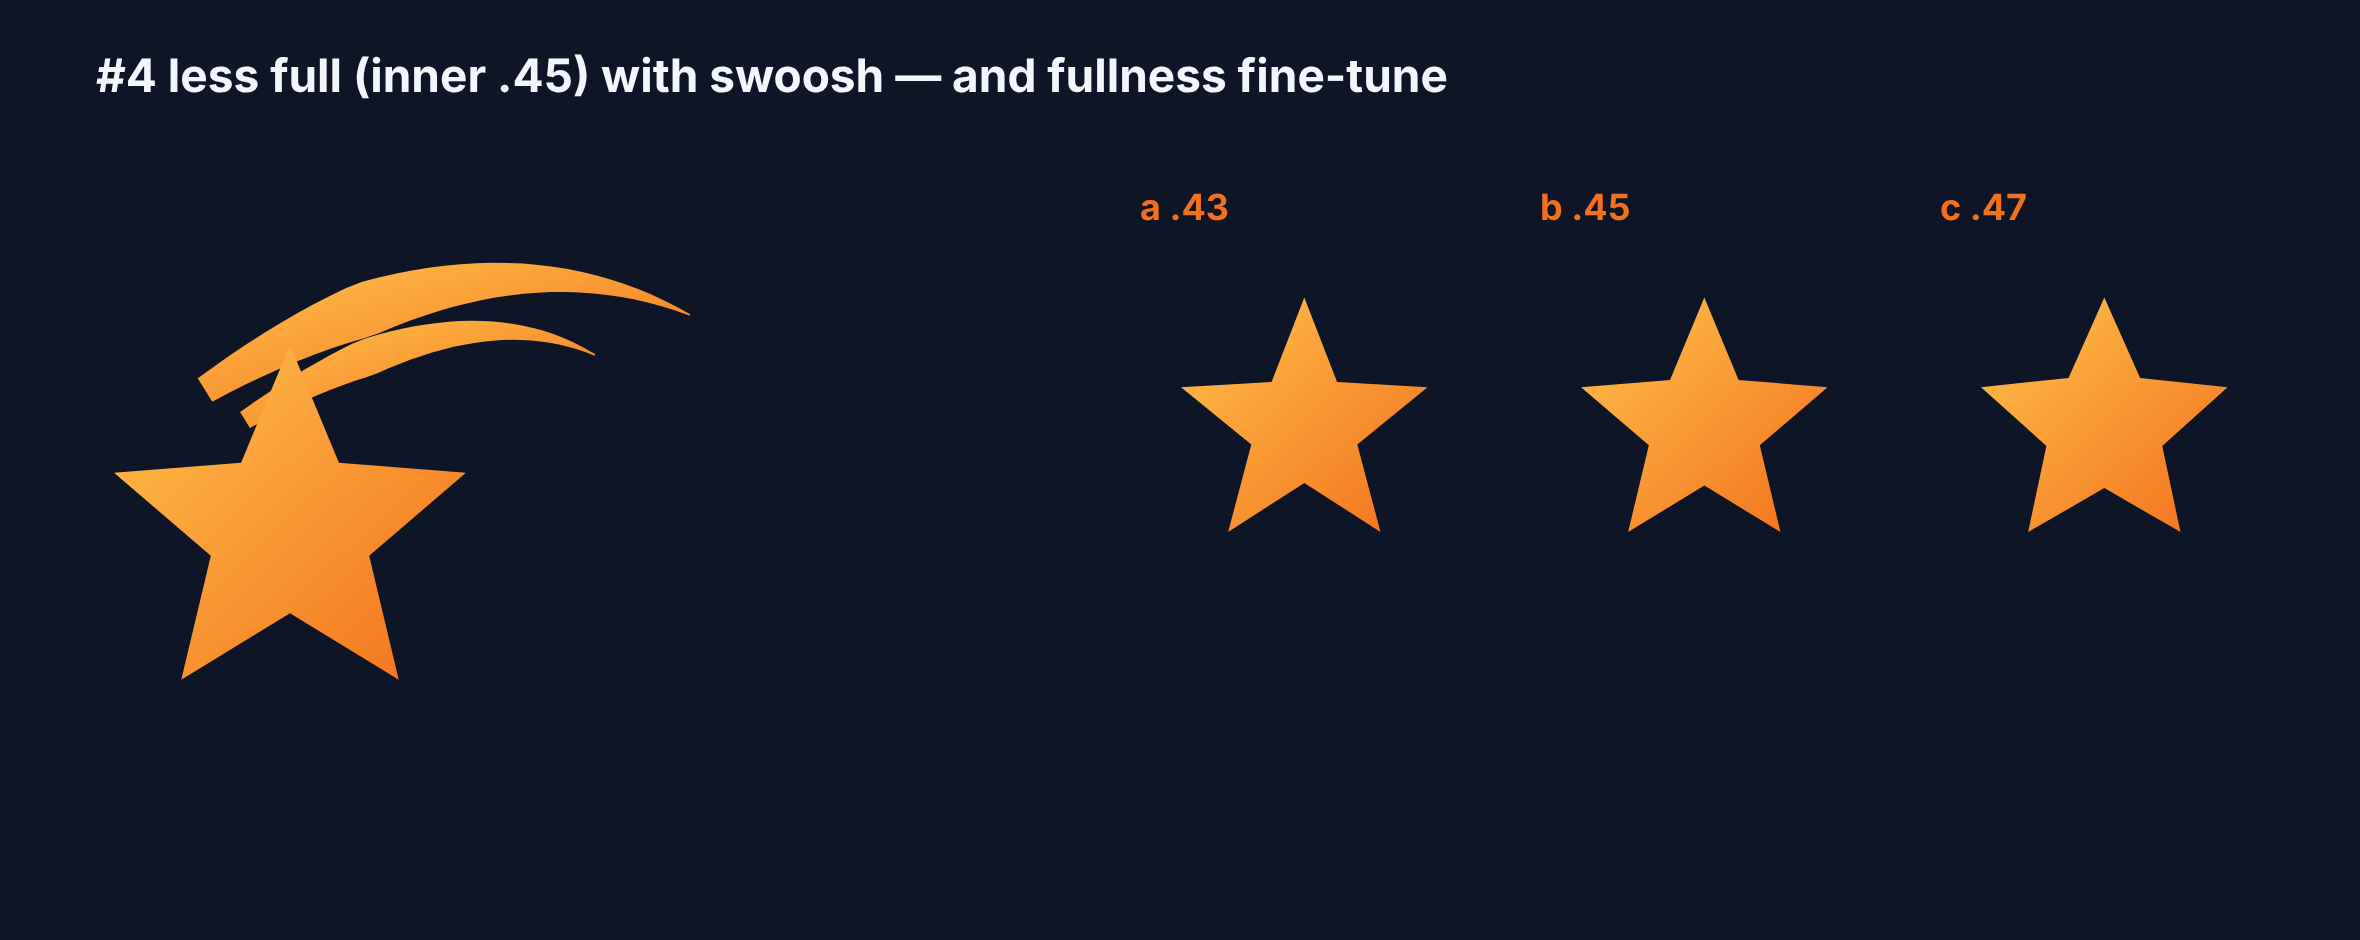 #4 less full (inner .45) with swoosh — and fullness fine-tune
a .43
b .45
c .47